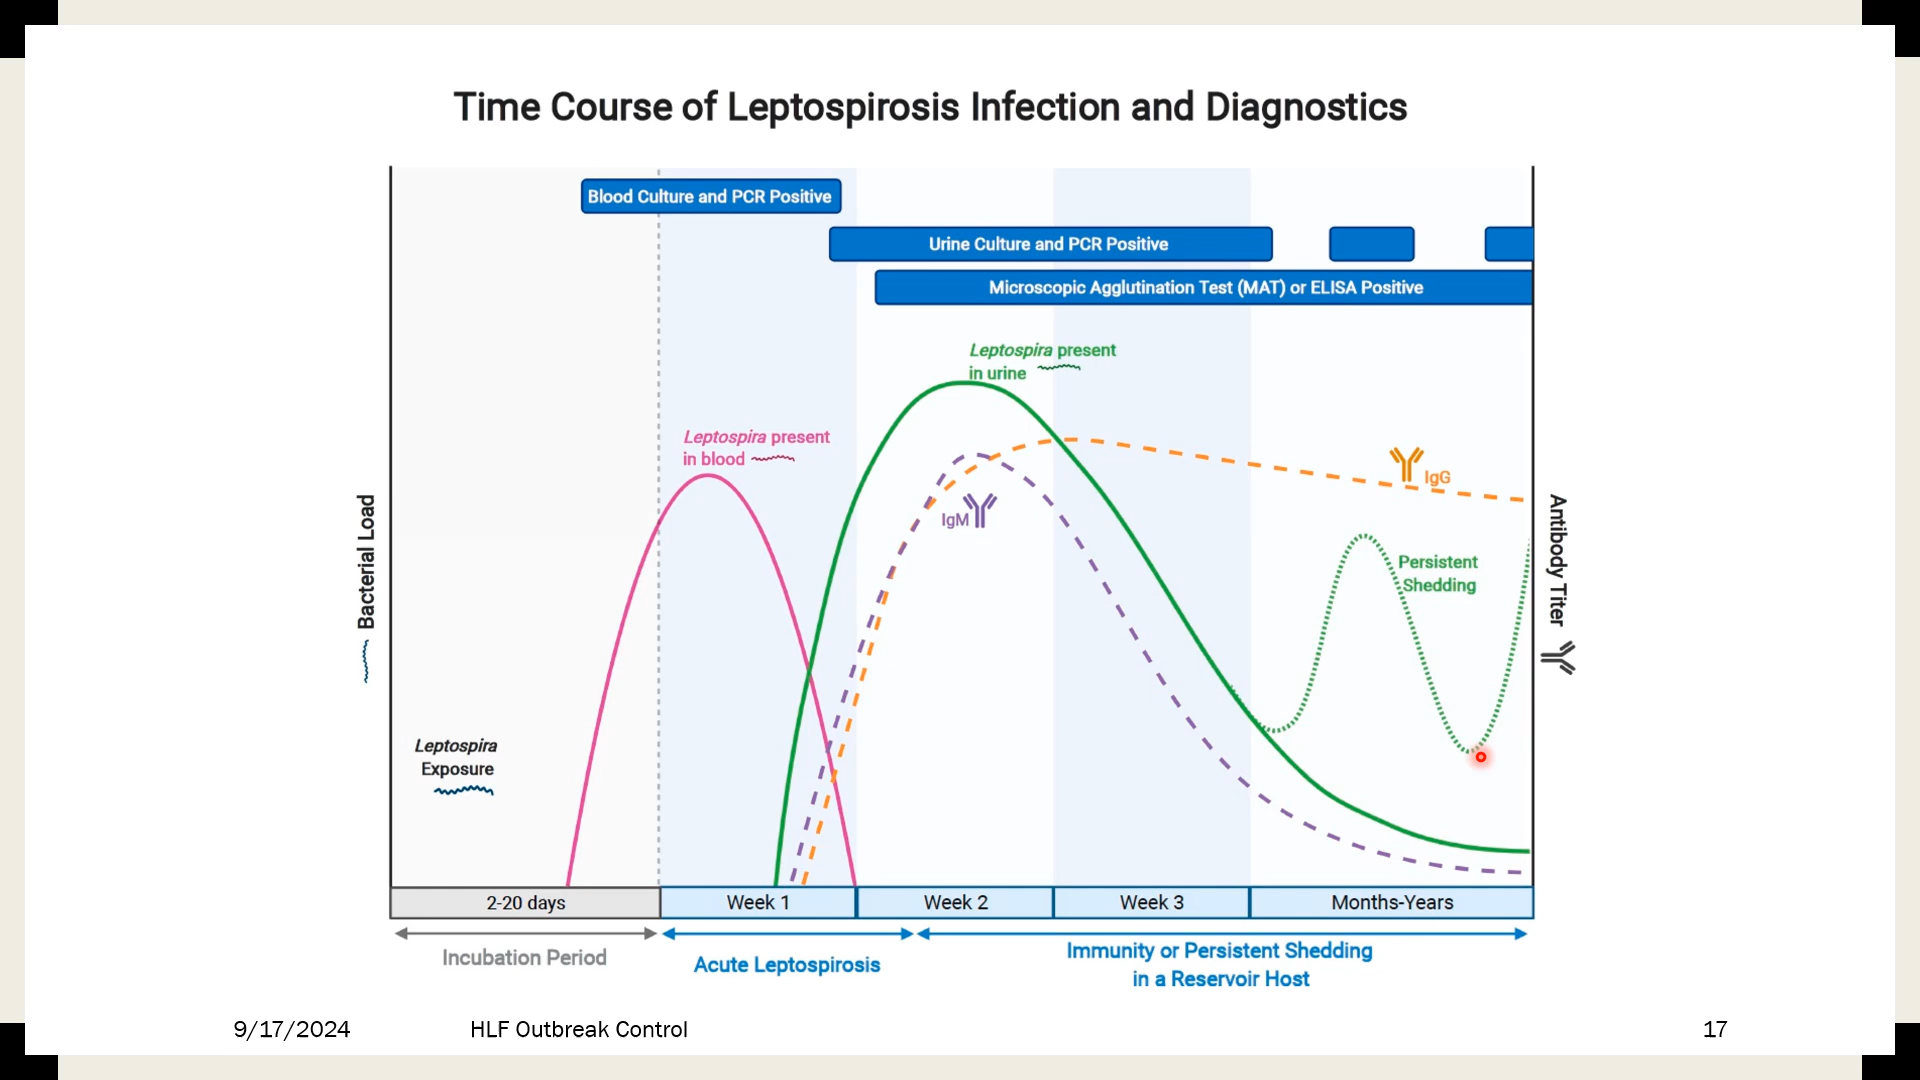 Time Course of Leptospirosis Infection and Diagnostics
Blood Culture and PCR Positive
Urine Culture and PCR Positive
Microscopic Agglutination Test (MAT) or ELISA Positive
Leptospira present
in urine
Leptospira present
in blood
IgG
IgM
Persistent
Shedding
Bacterial Load
Antibody Titer
Leptospira
Exposure
2-20 days
Week 1
Week 2
Week 3
Months-Years
Incubation Period
Acute Leptospirosis
Immunity or Persistent Shedding
in a Reservoir Host
9/17/2024
HLF Outbreak Control
17